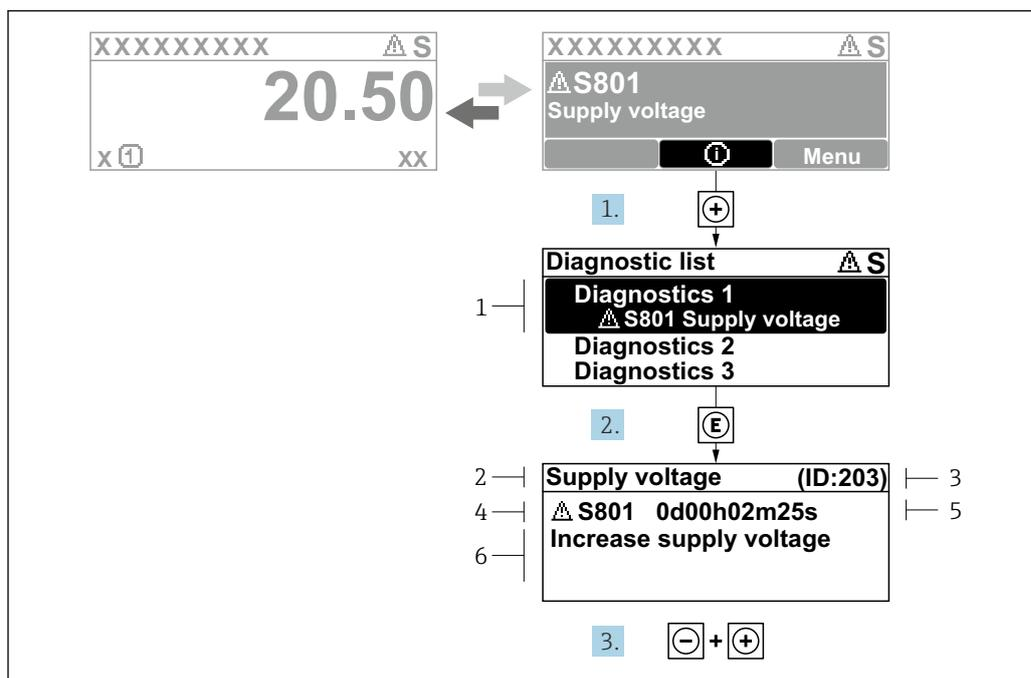 XXXXXXXXX ⚠ S
20.50
x ① xx
XXXXXXXXX ⚠ S
⚠ S801
Supply voltage
ⓘ Menu
1. +
Diagnostic list ⚠ S
1
Diagnostics 1
⚠ S801 Supply voltage
Diagnostics 2
Diagnostics 3
2. E
2 Supply voltage (ID:203) 3
4 ⚠ S801 0d00h02m25s 5
6 Increase supply voltage
3. - + +